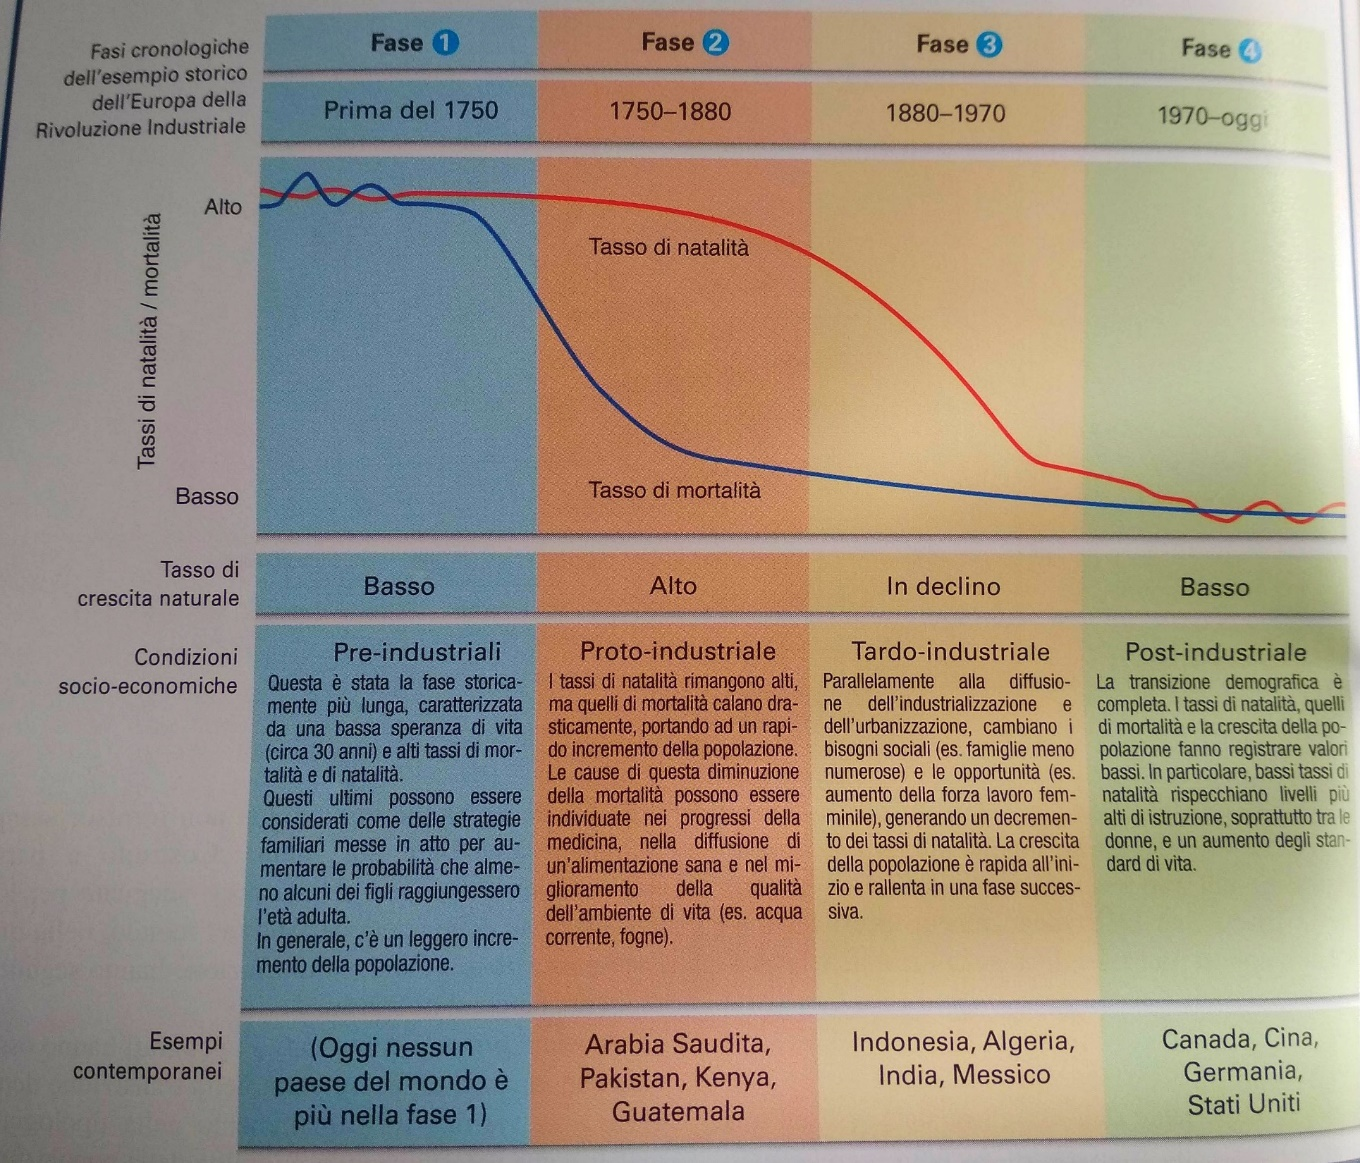 Fasi cronologiche
dell'esempio storico
dell'Europa della
Rivoluzione Industriale
Fase 1
Fase 2
Fase 3
Fase 4
Prima del 1750
1750–1880
1880–1970
1970–oggi
Tassi di natalità / mortalità
Alto
Basso
Tasso di natalità
Tasso di mortalità
Tasso di
crescita naturale
Basso
Alto
In declino
Basso
Condizioni
socio-economiche
Pre-industriali
Questa è stata la fase storica-
mente più lunga, caratterizzata
da una bassa speranza di vita
(circa 30 anni) e alti tassi di mor-
talità e di natalità.
Questi ultimi possono essere
considerati come delle strategie
familiari messe in atto per au-
mentare le probabilità che alme-
no alcuni dei figli raggiungessero
l'età adulta.
In generale, c'è un leggero incre-
mento della popolazione.
Proto-industriale
I tassi di natalità rimangono alti,
ma quelli di mortalità calano dra-
sticamente, portando ad un rapi-
do incremento della popolazione.
Le cause di questa diminuzione
della mortalità possono essere
individuate nei progressi della
medicina, nella diffusione di
un'alimentazione sana e nel mi-
glioramento della qualità
dell'ambiente di vita (es. acqua
corrente, fogne).
Tardo-industriale
Parallelamente alla diffusio-
ne dell'industrializzazione e
dell'urbanizzazione, cambiano i
bisogni sociali (es. famiglie meno
numerose) e le opportunità (es.
aumento della forza lavoro fem-
minile), generando un decremen-
to dei tassi di natalità. La crescita
della popolazione è rapida all'ini-
zio e rallenta in una fase succes-
siva.
Post-industriale
La transizione demografica è
completa. I tassi di natalità, quelli
di mortalità e la crescita della po-
polazione fanno registrare valori
bassi. In particolare, bassi tassi di
natalità rispecchiano livelli più
alti di istruzione, soprattutto tra le
donne, e un aumento degli stan-
dard di vita.
Esempi
contemporanei
(Oggi nessun
paese del mondo è
più nella fase 1)
Arabia Saudita,
Pakistan, Kenya,
Guatemala
Indonesia, Algeria,
India, Messico
Canada, Cina,
Germania,
Stati Uniti